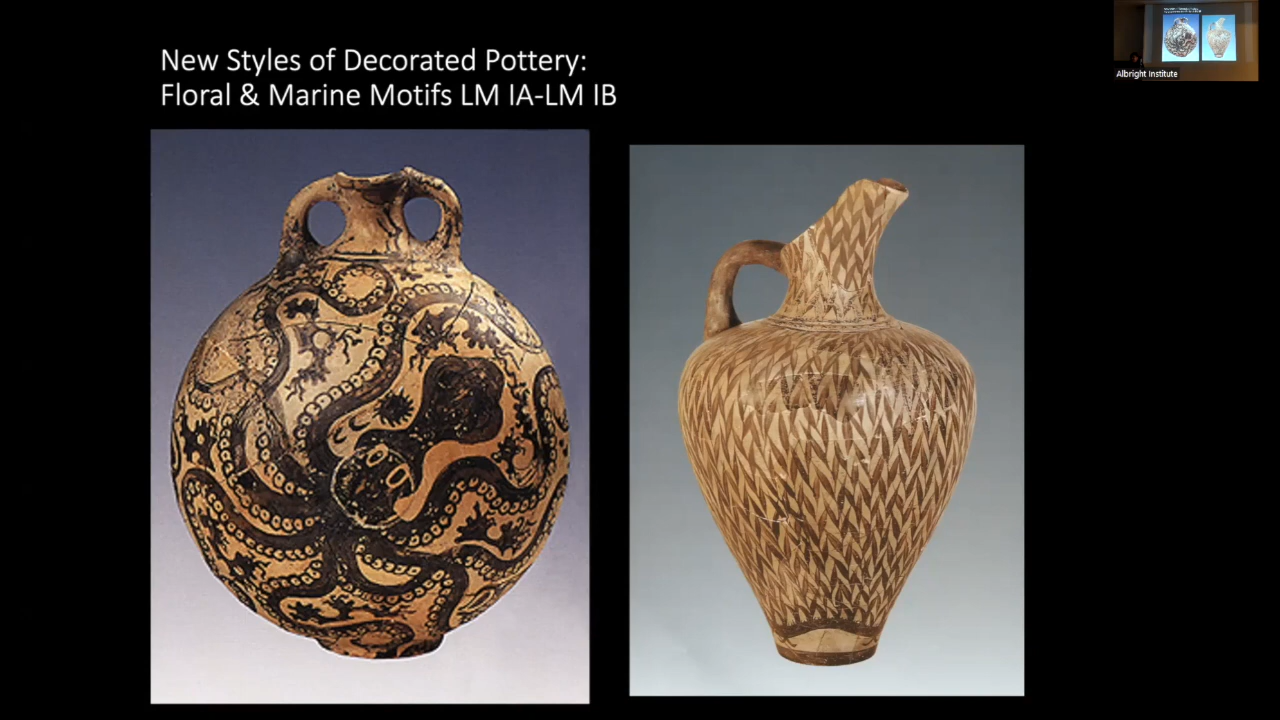 New Styles of Decorated Pottery:
Floral & Marine Motifs LM IA-LM IB
Albright Institute